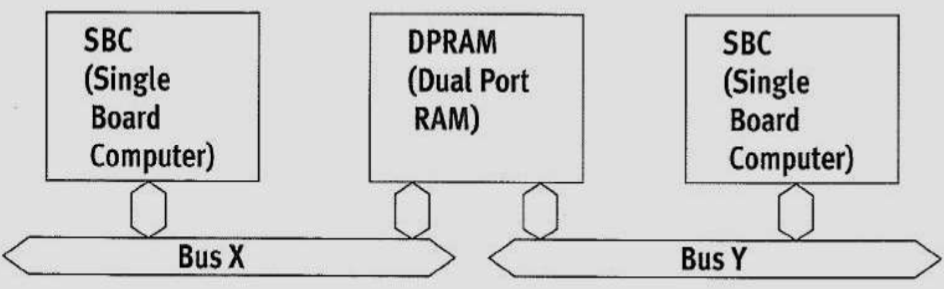 SBC
(Single
Board
Computer)
DPRAM
(Dual Port
RAM)
SBC
(Single
Board
Computer)
Bus X
Bus Y